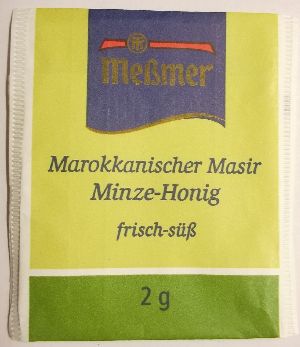 Meßmer
Marokkanischer Masir
Minze-Honig
frisch-süß
2 g